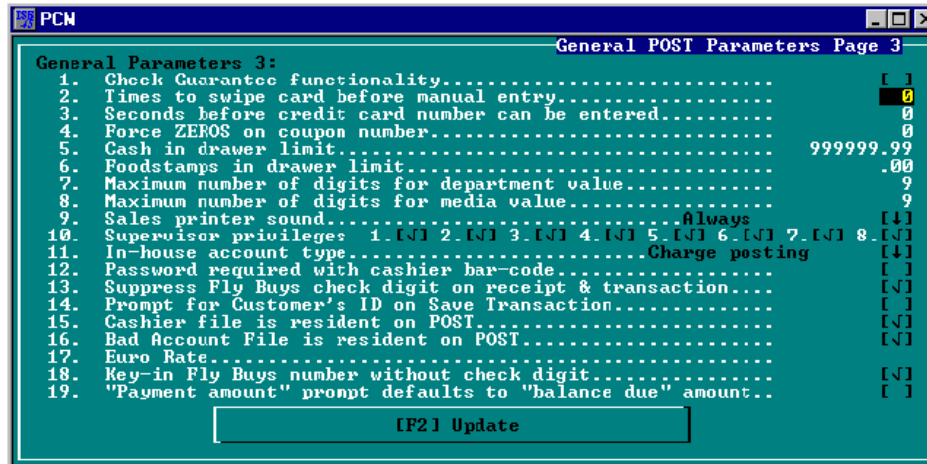 PCN
General POST Parameters Page 3
General Parameters 3:
1. Check Guarantee functionality............................... [ ]
2. Times to swipe card before manual entry.................... 0
3. Seconds before credit card number can be entered.......... 0
4. Force ZEROS on coupon number................................ 0
5. Cash in drawer limit........................................ 999999.99
6. Foodstamps in drawer limit.................................. .00
7. Maximum number of digits for department value.............. 9
8. Maximum number of digits for media value................... 9
9. Sales printer sound.................................Always [↓]
10. Supervisor privileges 1.[√] 2.[√] 3.[√] 4.[√] 5.[√] 6.[√] 7.[√] 8.[√]
11. In-house account type............................Charge posting [↓]
12. Password required with cashier bar-code.................... [ ]
13. Suppress Fly Buys check digit on receipt & transaction.... [√]
14. Prompt for Customer's ID on Save Transaction............... [ ]
15. Cashier file is resident on POST........................... [√]
16. Bad Account File is resident on POST....................... [√]
17. Euro Rate....................................................
18. Key-in Fly Buys number without check digit................. [√]
19. "Payment amount" prompt defaults to "balance due" amount.. [ ]
[F2] Update